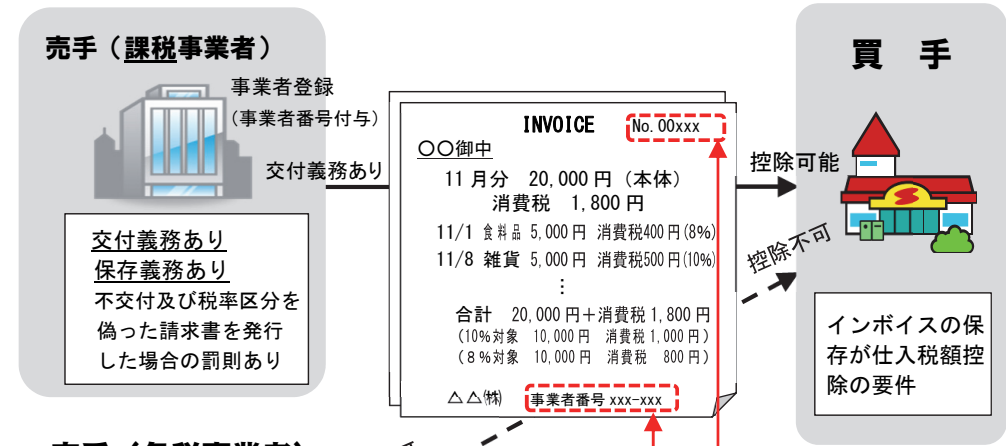 売手（課税事業者）
事業者登録
（事業者番号付与）
交付義務あり
交付義務あり
保存義務あり
不交付及び税率区分を
偽った請求書を発行
した場合の罰則あり
INVOICE
No.00xxx
〇〇御中
11月分 20,000円（本体）
消費税 1,800円
11/1 食料品 5,000円 消費税400円(8%)
11/8 雑貨 5,000円 消費税500円(10%)
⋮
合計 20,000円＋消費税1,800円
（10%対象 10,000円 消費税1,000円）
（8%対象 10,000円 消費税 800円）
△△㈱
事業者番号 xxx-xxx
控除可能
控除不可
買 手
インボイスの保
存が仕入税額控
除の要件